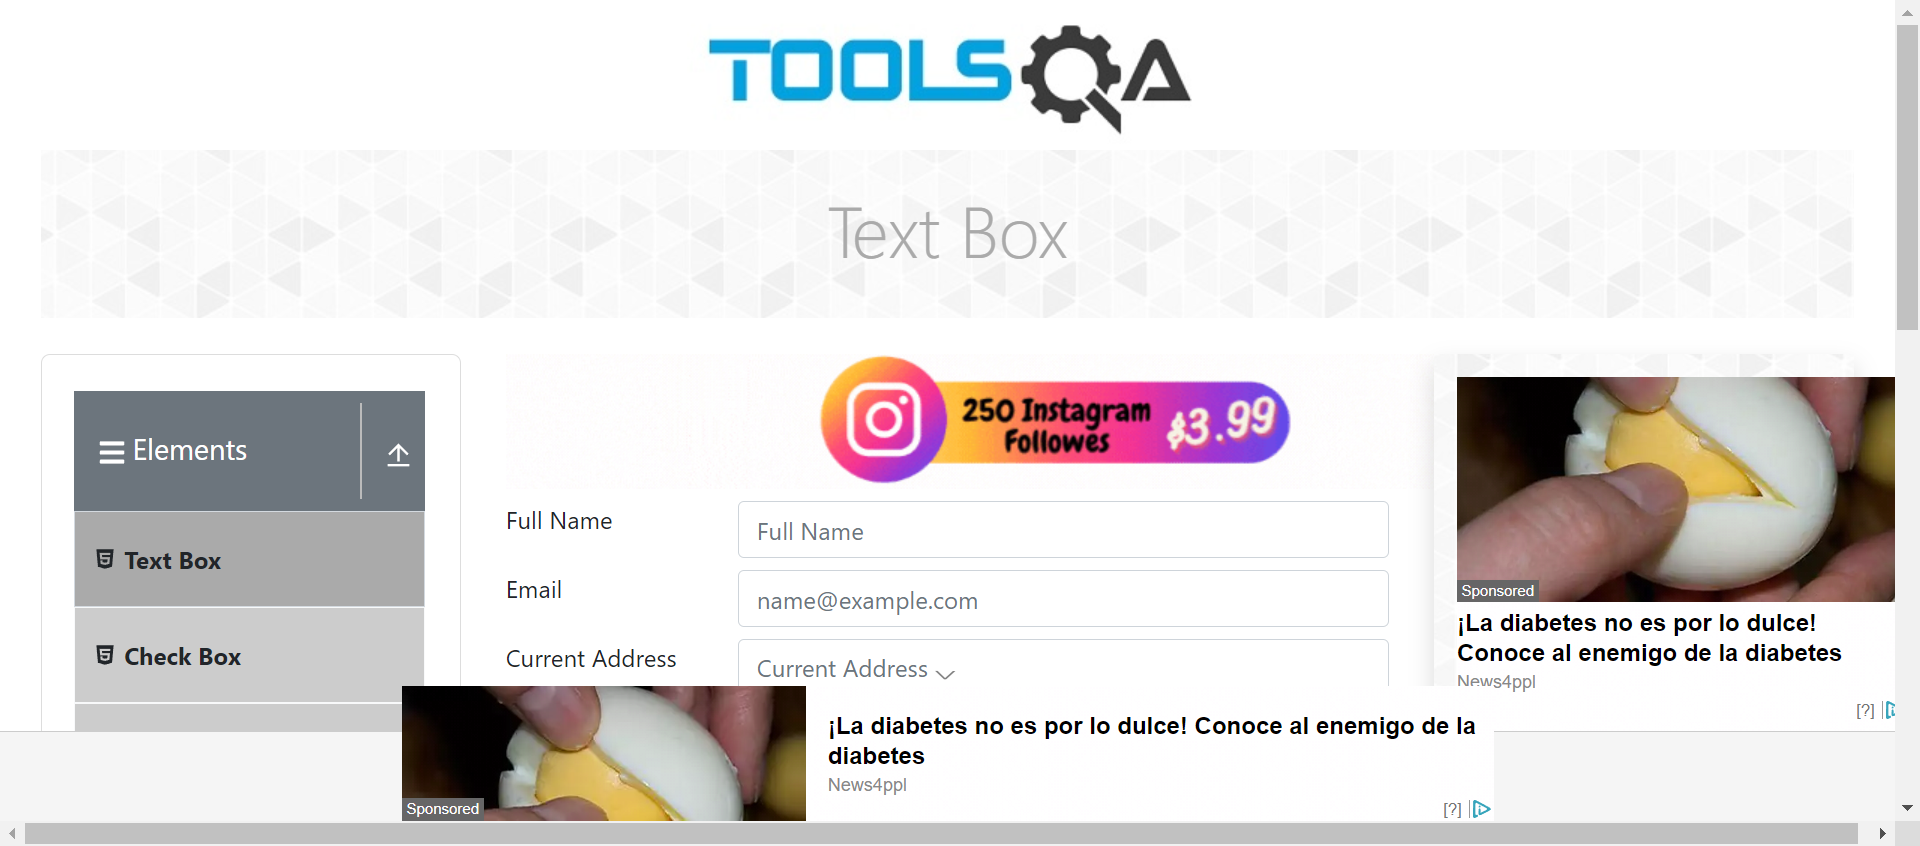 TOOLSQA
Text Box
Elements
Text Box
Check Box
250 Instagram
Followes
$3.99
Full Name
Full Name
Email
name@example.com
Current Address
Current Address
Sponsored
¡La diabetes no es por lo dulce!
Conoce al enemigo de la diabetes
News4ppl
[?]
Sponsored
¡La diabetes no es por lo dulce! Conoce al enemigo de la
diabetes
News4ppl
[?]